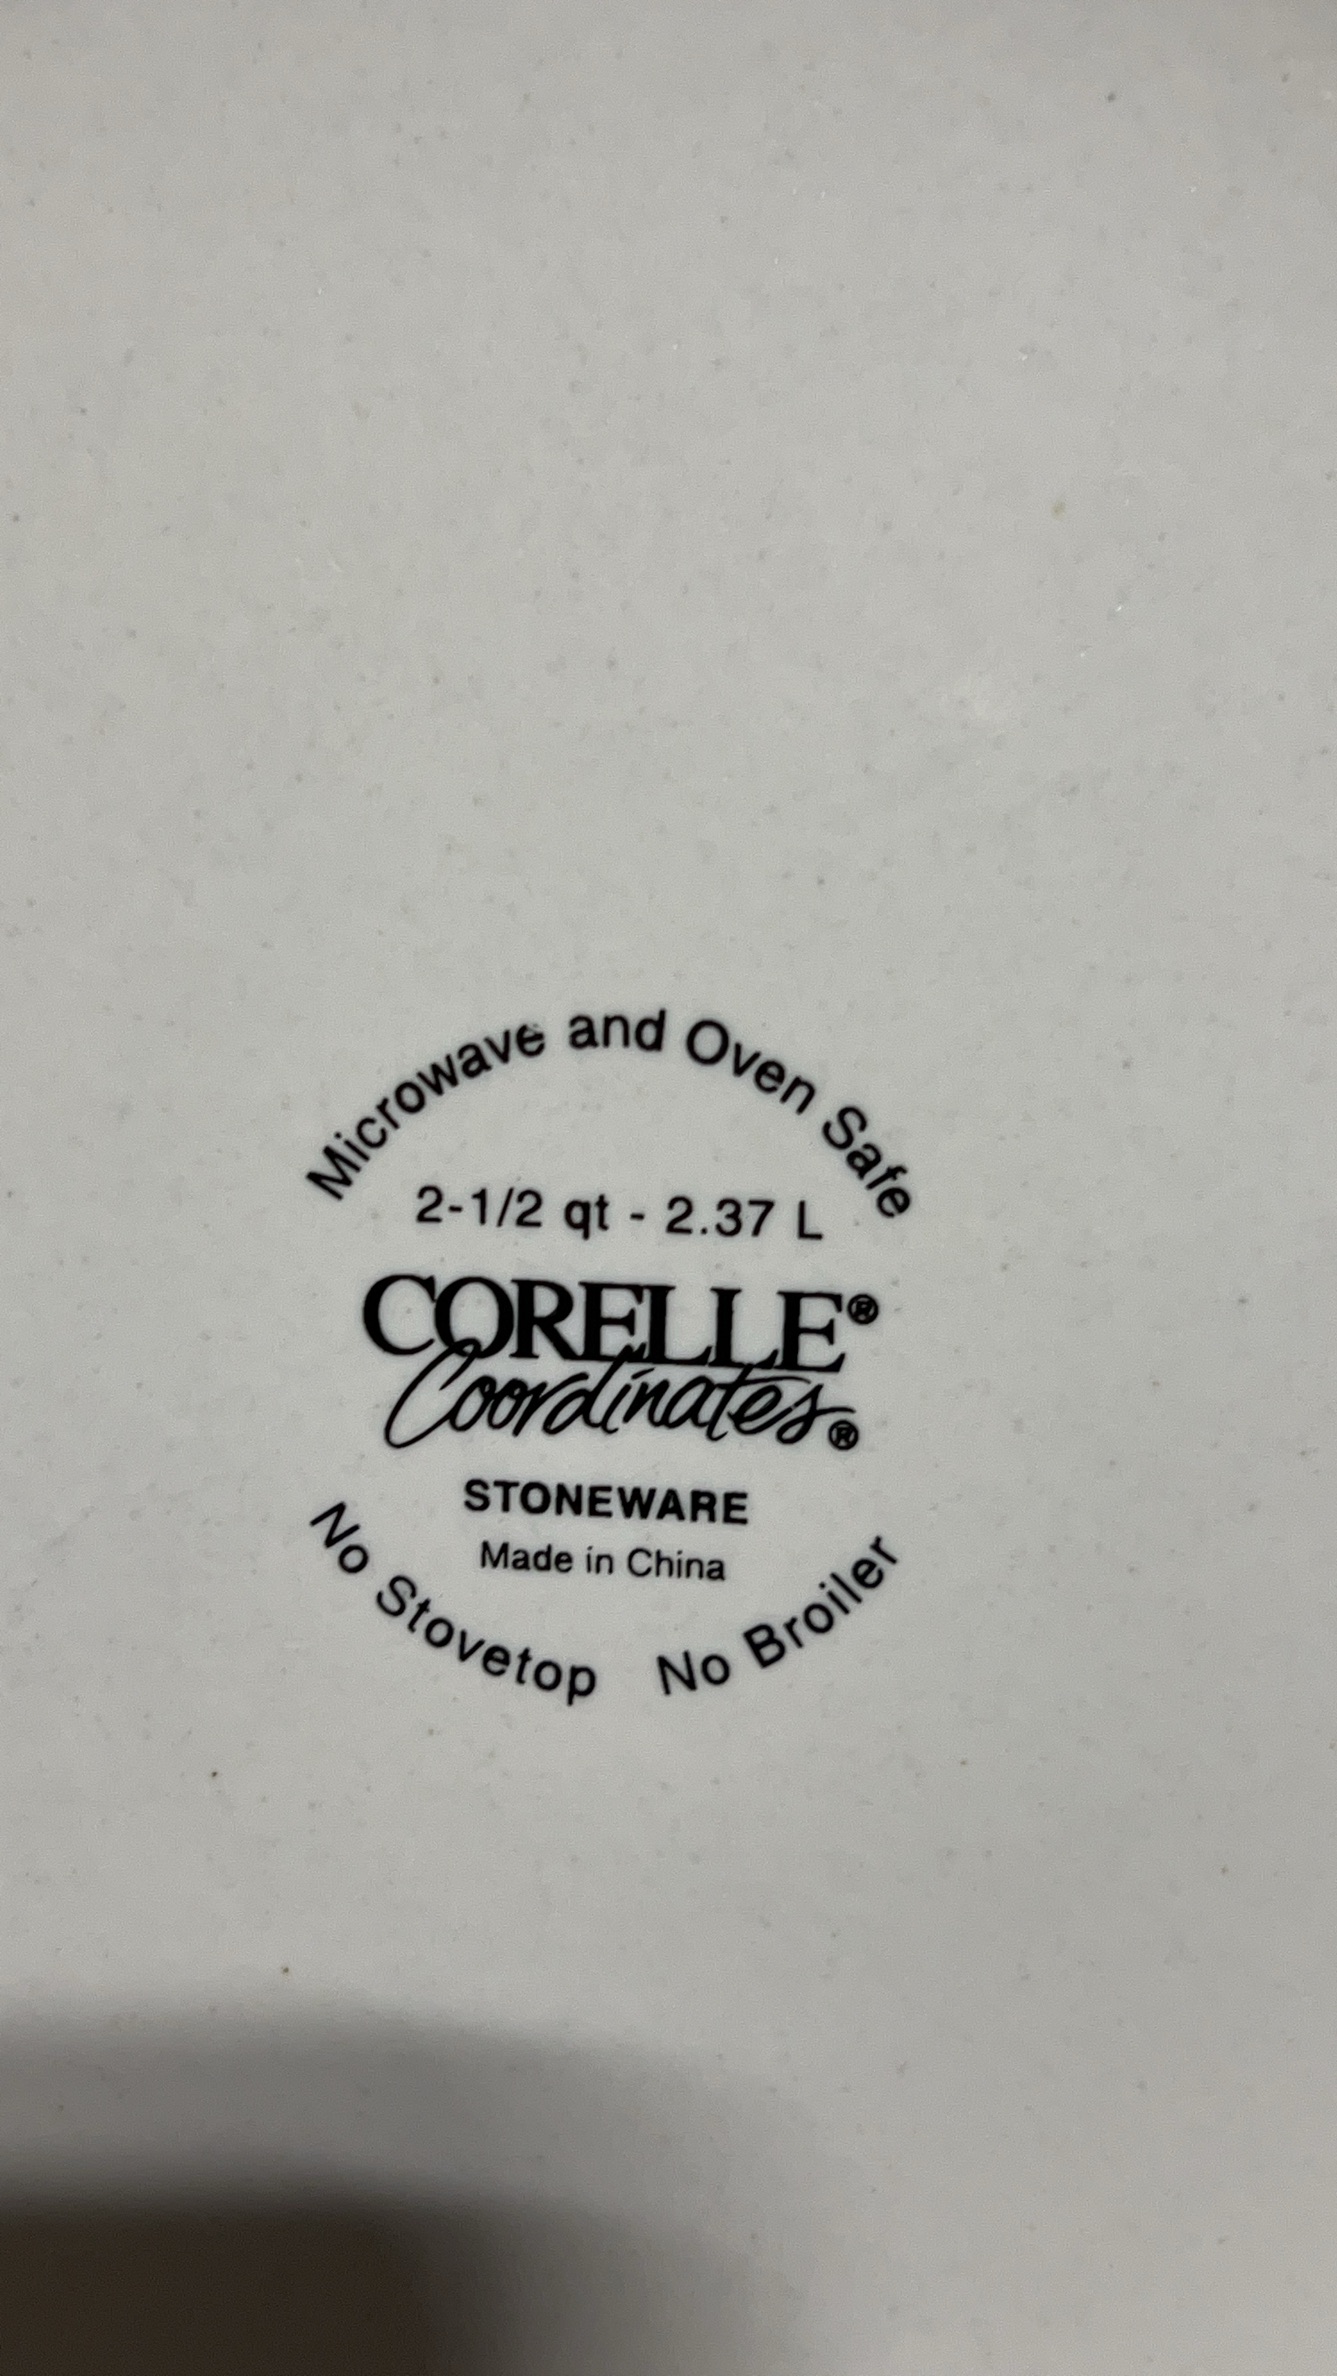 Microwave and Oven Safe
2-1/2 qt - 2.37 L
CORELLE®
Coordinates®
STONEWARE
Made in China
No Stovetop No Broiler